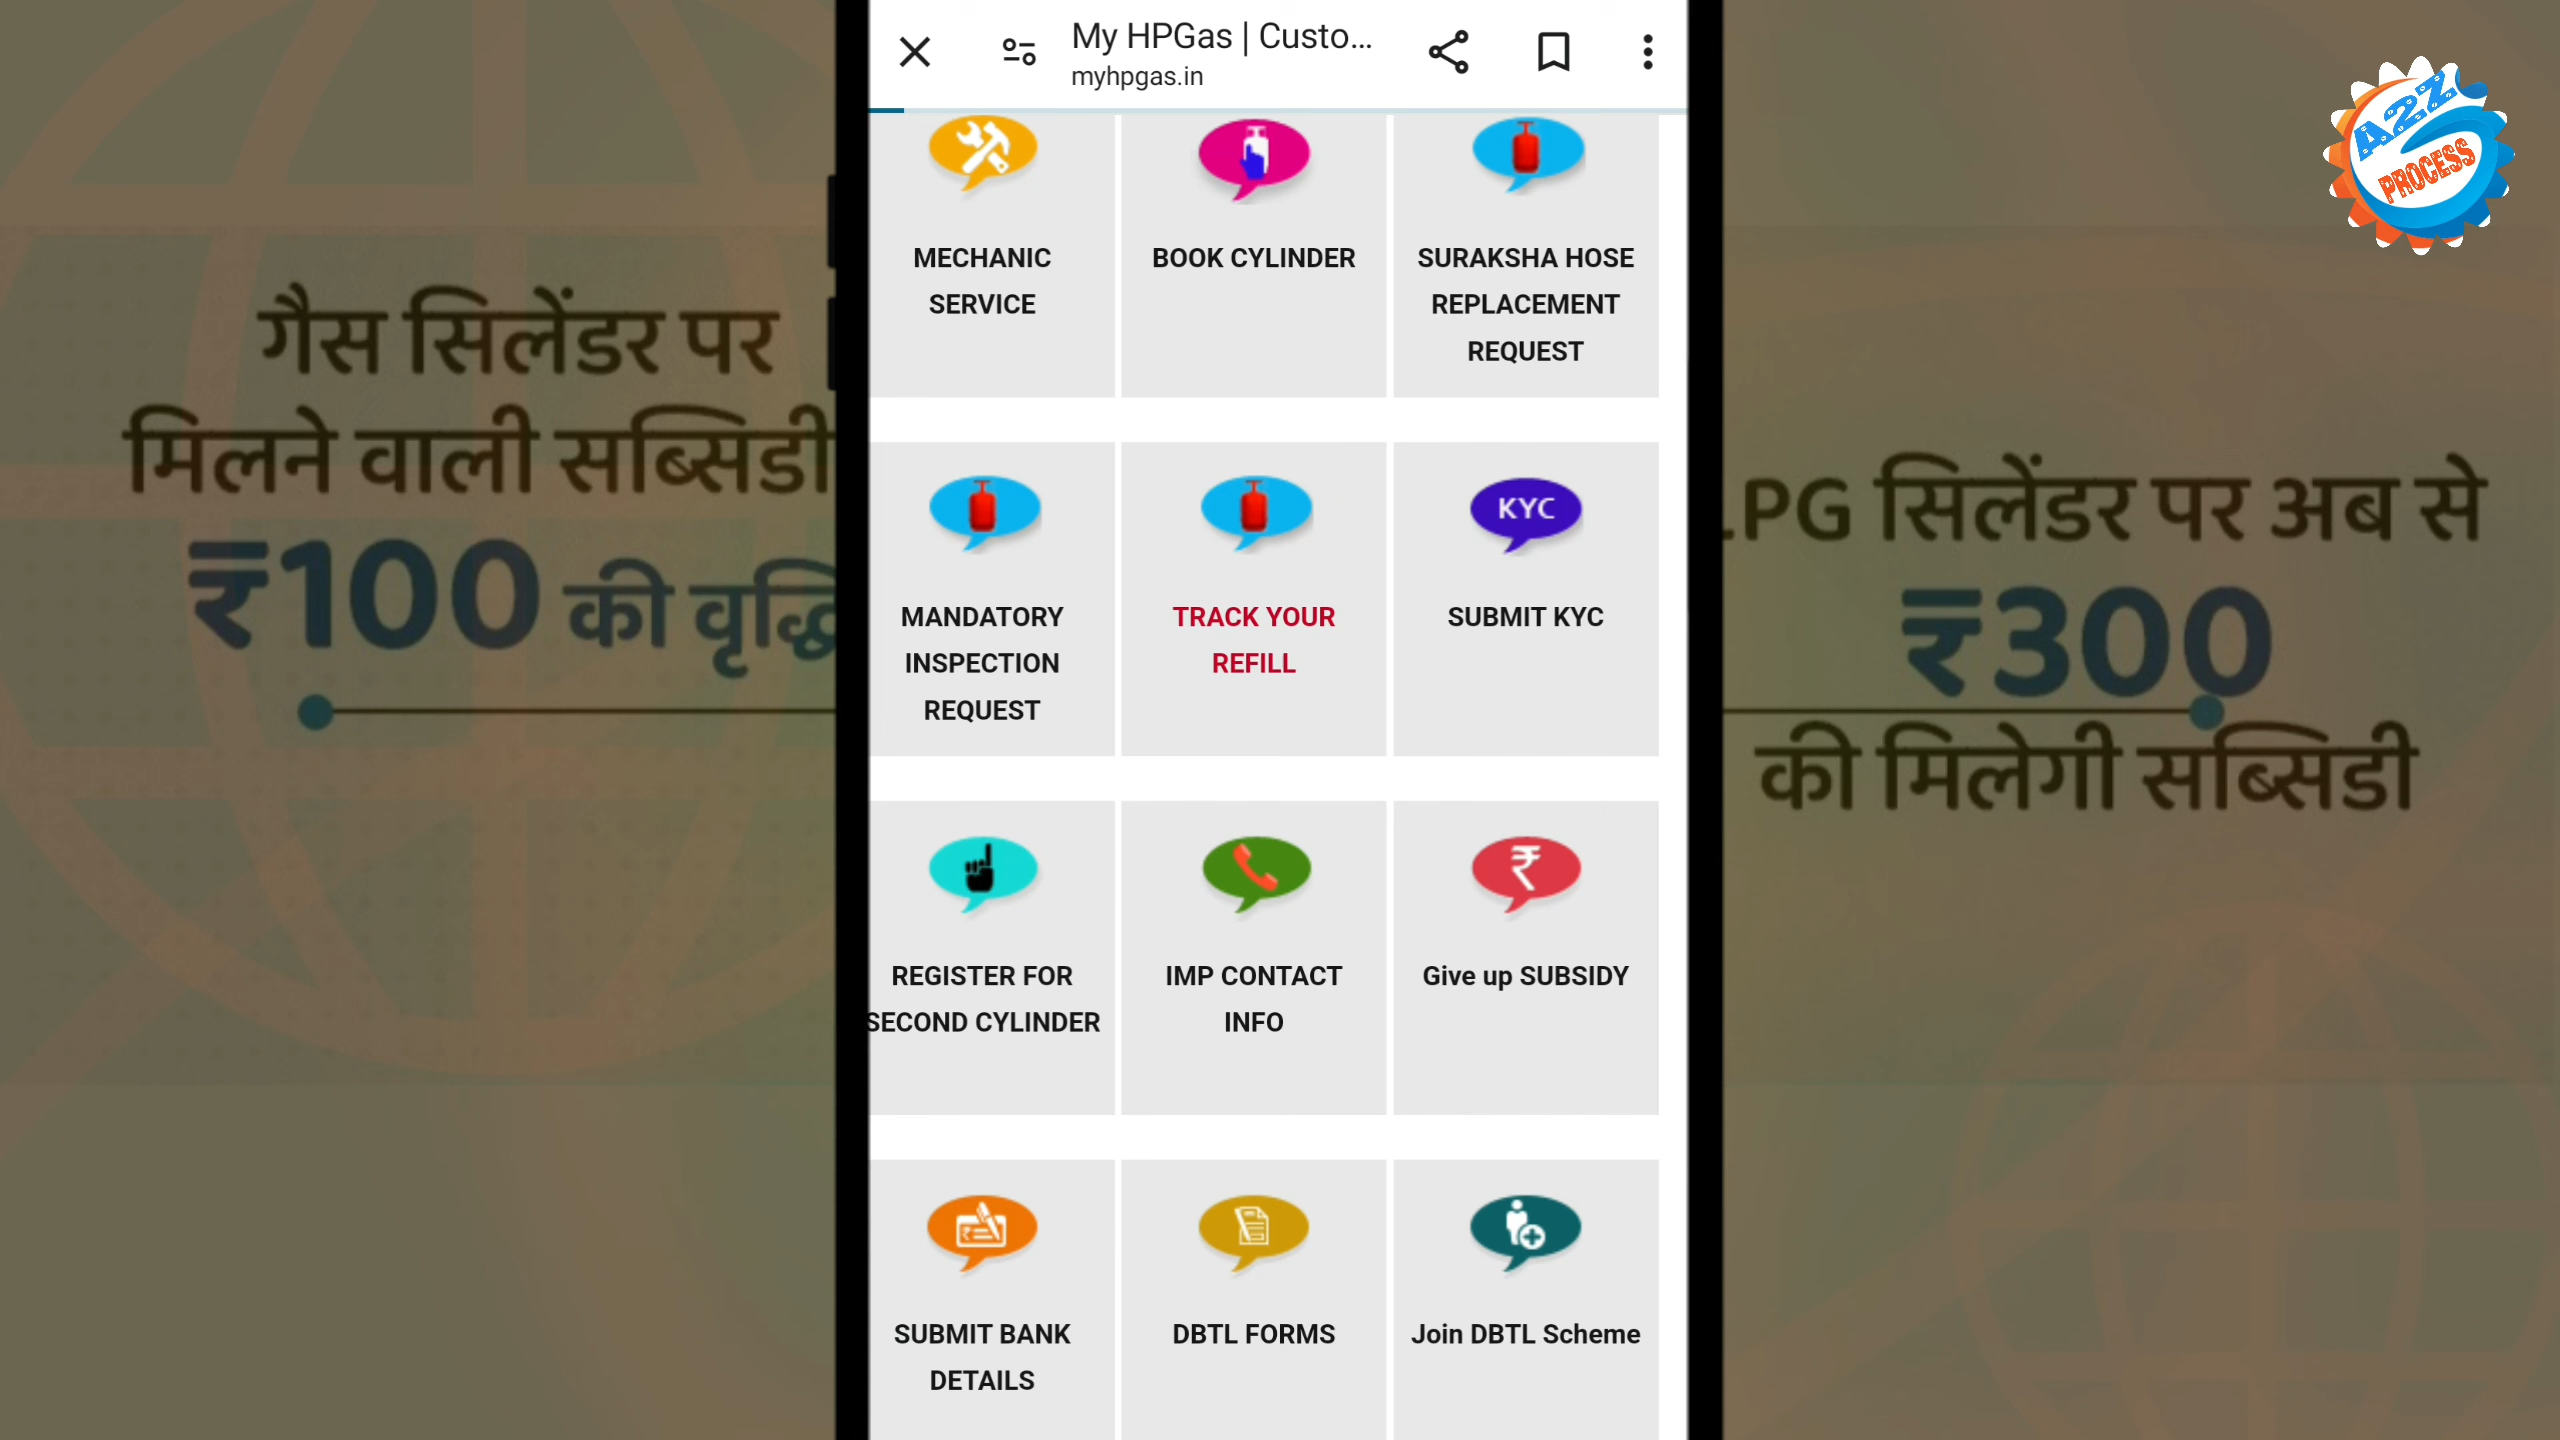 My HPGas | Custo...
myhpgas.in
A2Z
PROCESS
MECHANIC
SERVICE
BOOK CYLINDER
SURAKSHA HOSE
REPLACEMENT
REQUEST
गैस सिलेंडर पर
मिलने वाली सब्सिडी
₹100 की वृद्धि
MANDATORY
INSPECTION
REQUEST
TRACK YOUR
REFILL
KYC
SUBMIT KYC
.PG सिलेंडर पर अब से
₹300
की मिलेगी सब्सिडी
REGISTER FOR
SECOND CYLINDER
IMP CONTACT
INFO
₹
Give up SUBSIDY
SUBMIT BANK
DETAILS
DBTL FORMS
Join DBTL Scheme